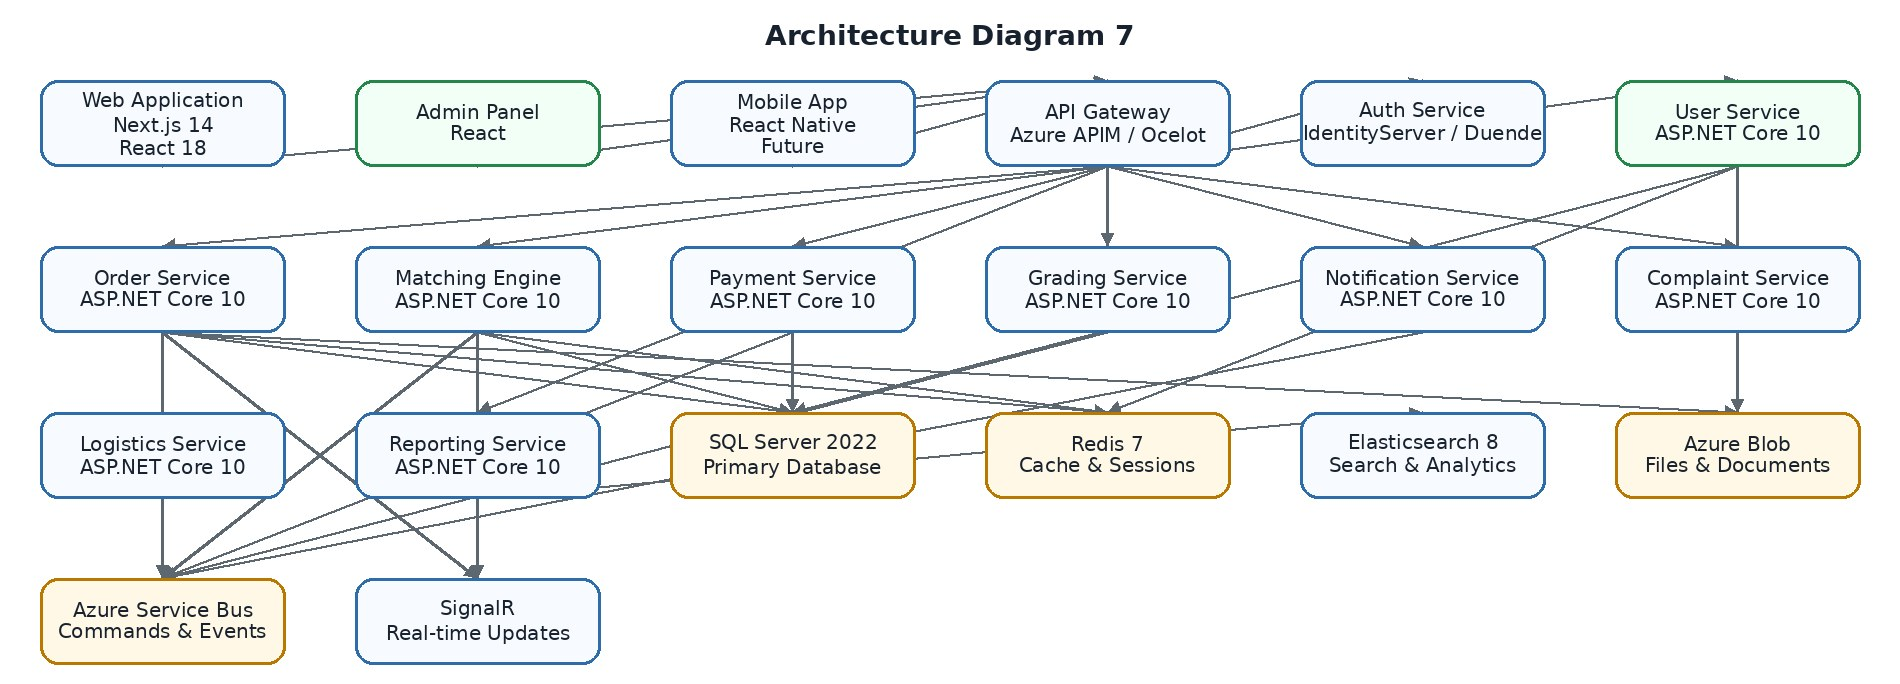 Architecture Diagram 7
Web Application
Next.js 14
React 18
Admin Panel
React
Mobile App
React Native
Future
API Gateway
Azure APIM / Ocelot
Auth Service
IdentityServer / Duende
User Service
ASP.NET Core 10
Order Service
ASP.NET Core 10
Matching Engine
ASP.NET Core 10
Payment Service
ASP.NET Core 10
Grading Service
ASP.NET Core 10
Notification Service
ASP.NET Core 10
Complaint Service
ASP.NET Core 10
Logistics Service
ASP.NET Core 10
Reporting Service
ASP.NET Core 10
SQL Server 2022
Primary Database
Redis 7
Cache & Sessions
Elasticsearch 8
Search & Analytics
Azure Blob
Files & Documents
Azure Service Bus
Commands & Events
SignalR
Real-time Updates